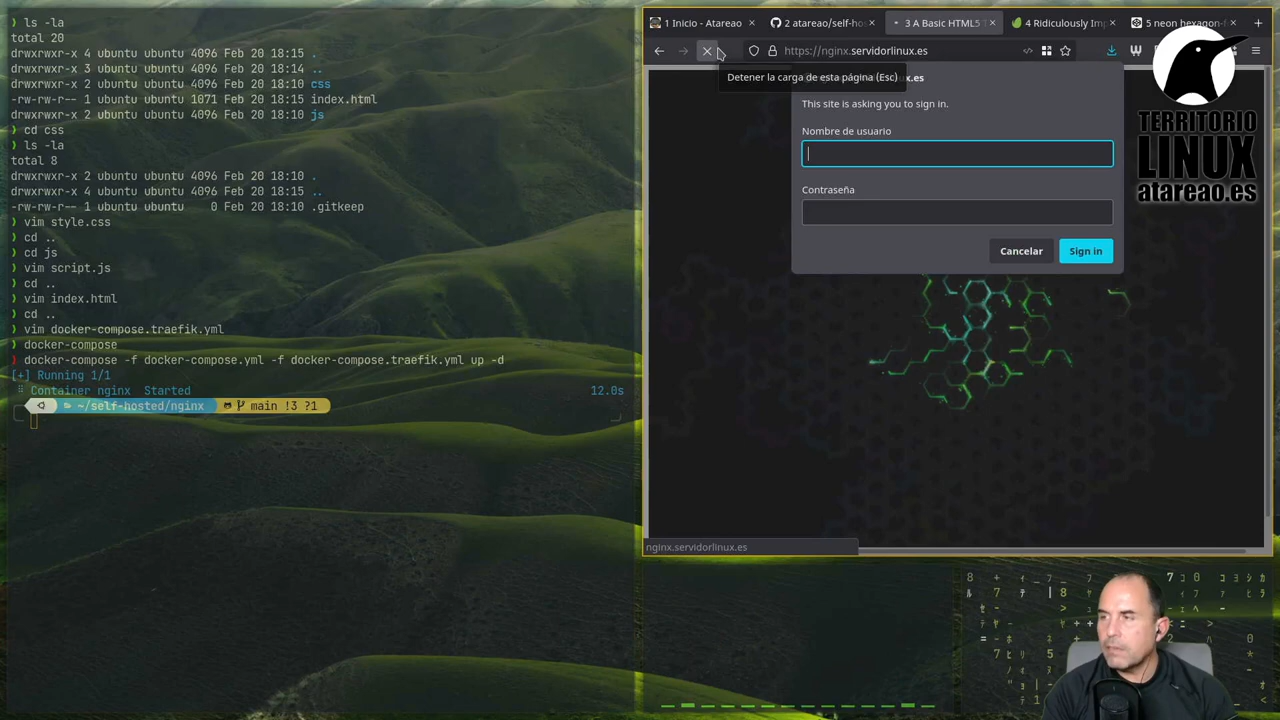 ls -la
total 20
drwxrwxr-x 4 ubuntu ubuntu 4096 Feb 20 18:15 .
drwxrwxr-x 3 ubuntu ubuntu 4096 Feb 20 18:14 ..
drwxrwxr-x 2 ubuntu ubuntu 4096 Feb 20 18:10 css
-rw-rw-r-- 1 ubuntu ubuntu 1071 Feb 20 18:15 index.html
drwxrwxr-x 2 ubuntu ubuntu 4096 Feb 20 18:10 js
cd css
ls -la
total 8
drwxrwxr-x 2 ubuntu ubuntu 4096 Feb 20 18:10 .
drwxrwxr-x 4 ubuntu ubuntu 4096 Feb 20 18:15 ..
-rw-rw-r-- 1 ubuntu ubuntu 0 Feb 20 18:10 .gitkeep
vim style.css
cd ..
cd js
vim script.js
cd ..
vim index.html
cd ..
vim docker-compose.traefik.yml
docker-compose
docker-compose -f docker-compose.yml -f docker-compose.traefik.yml up -d
[+] Running 1/1
Container nginx Started 12.0s
~/self-hosted/nginx main !3 ?1
1 Inicio - Atareao
2 atareao/self-hos
3 A Basic HTML5 T
4 Ridiculously Imp
5 neon hexagon-f
https://nginx.servidorlinux.es
Detener la carga de esta página (Esc)
ux.es
This site is asking you to sign in.
Nombre de usuario
Contraseña
Cancelar
Sign in
nginx.servidorlinux.es
TERRITORIO
LINUX
atareao.es